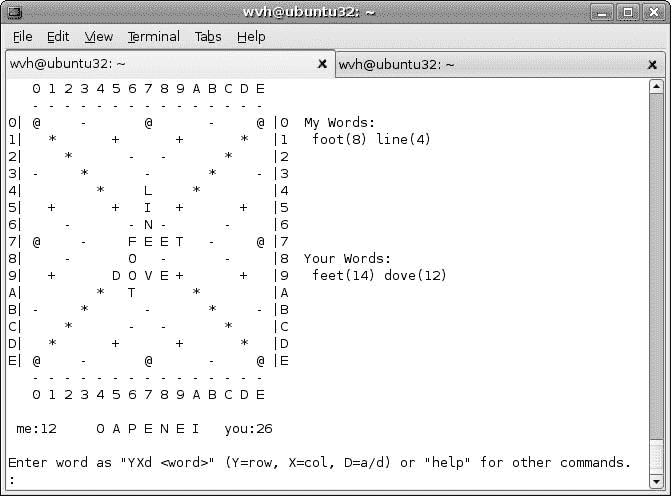 wvh@ubuntu32: ~
File Edit View Terminal Tabs Help
wvh@ubuntu32: ~ x wvh@ubuntu32: ~ x
   0 1 2 3 4 5 6 7 8 9 A B C D E
   - - - - - - - - - - - - - - -
0| @     -       @       -     @ |0  My Words:
1|   *       +       +       *   |1   foot(8) line(4)
2|     *       -   -       *     |2
3| -     *       -       *     - |3
4|         *     L     *         |4
5|   +       +   I   +       +   |5
6|     -       - N -       -     |6
7| @     -     F E E T   -     @ |7
8|     -       O   -       -     |8  Your Words:
9|   +       D O V E +       +   |9   feet(14) dove(12)
A|         *   T       *         |A
B| -     *       -       *     - |B
C|     *       -   -       *     |C
D|   *       +       +       *   |D
E| @     -       @       -     @ |E
   - - - - - - - - - - - - - - -
   0 1 2 3 4 5 6 7 8 9 A B C D E
me:12     O A P E N E I   you:26
Enter word as "YXd <word>" (Y=row, X=col, D=a/d) or "help" for other commands.
: